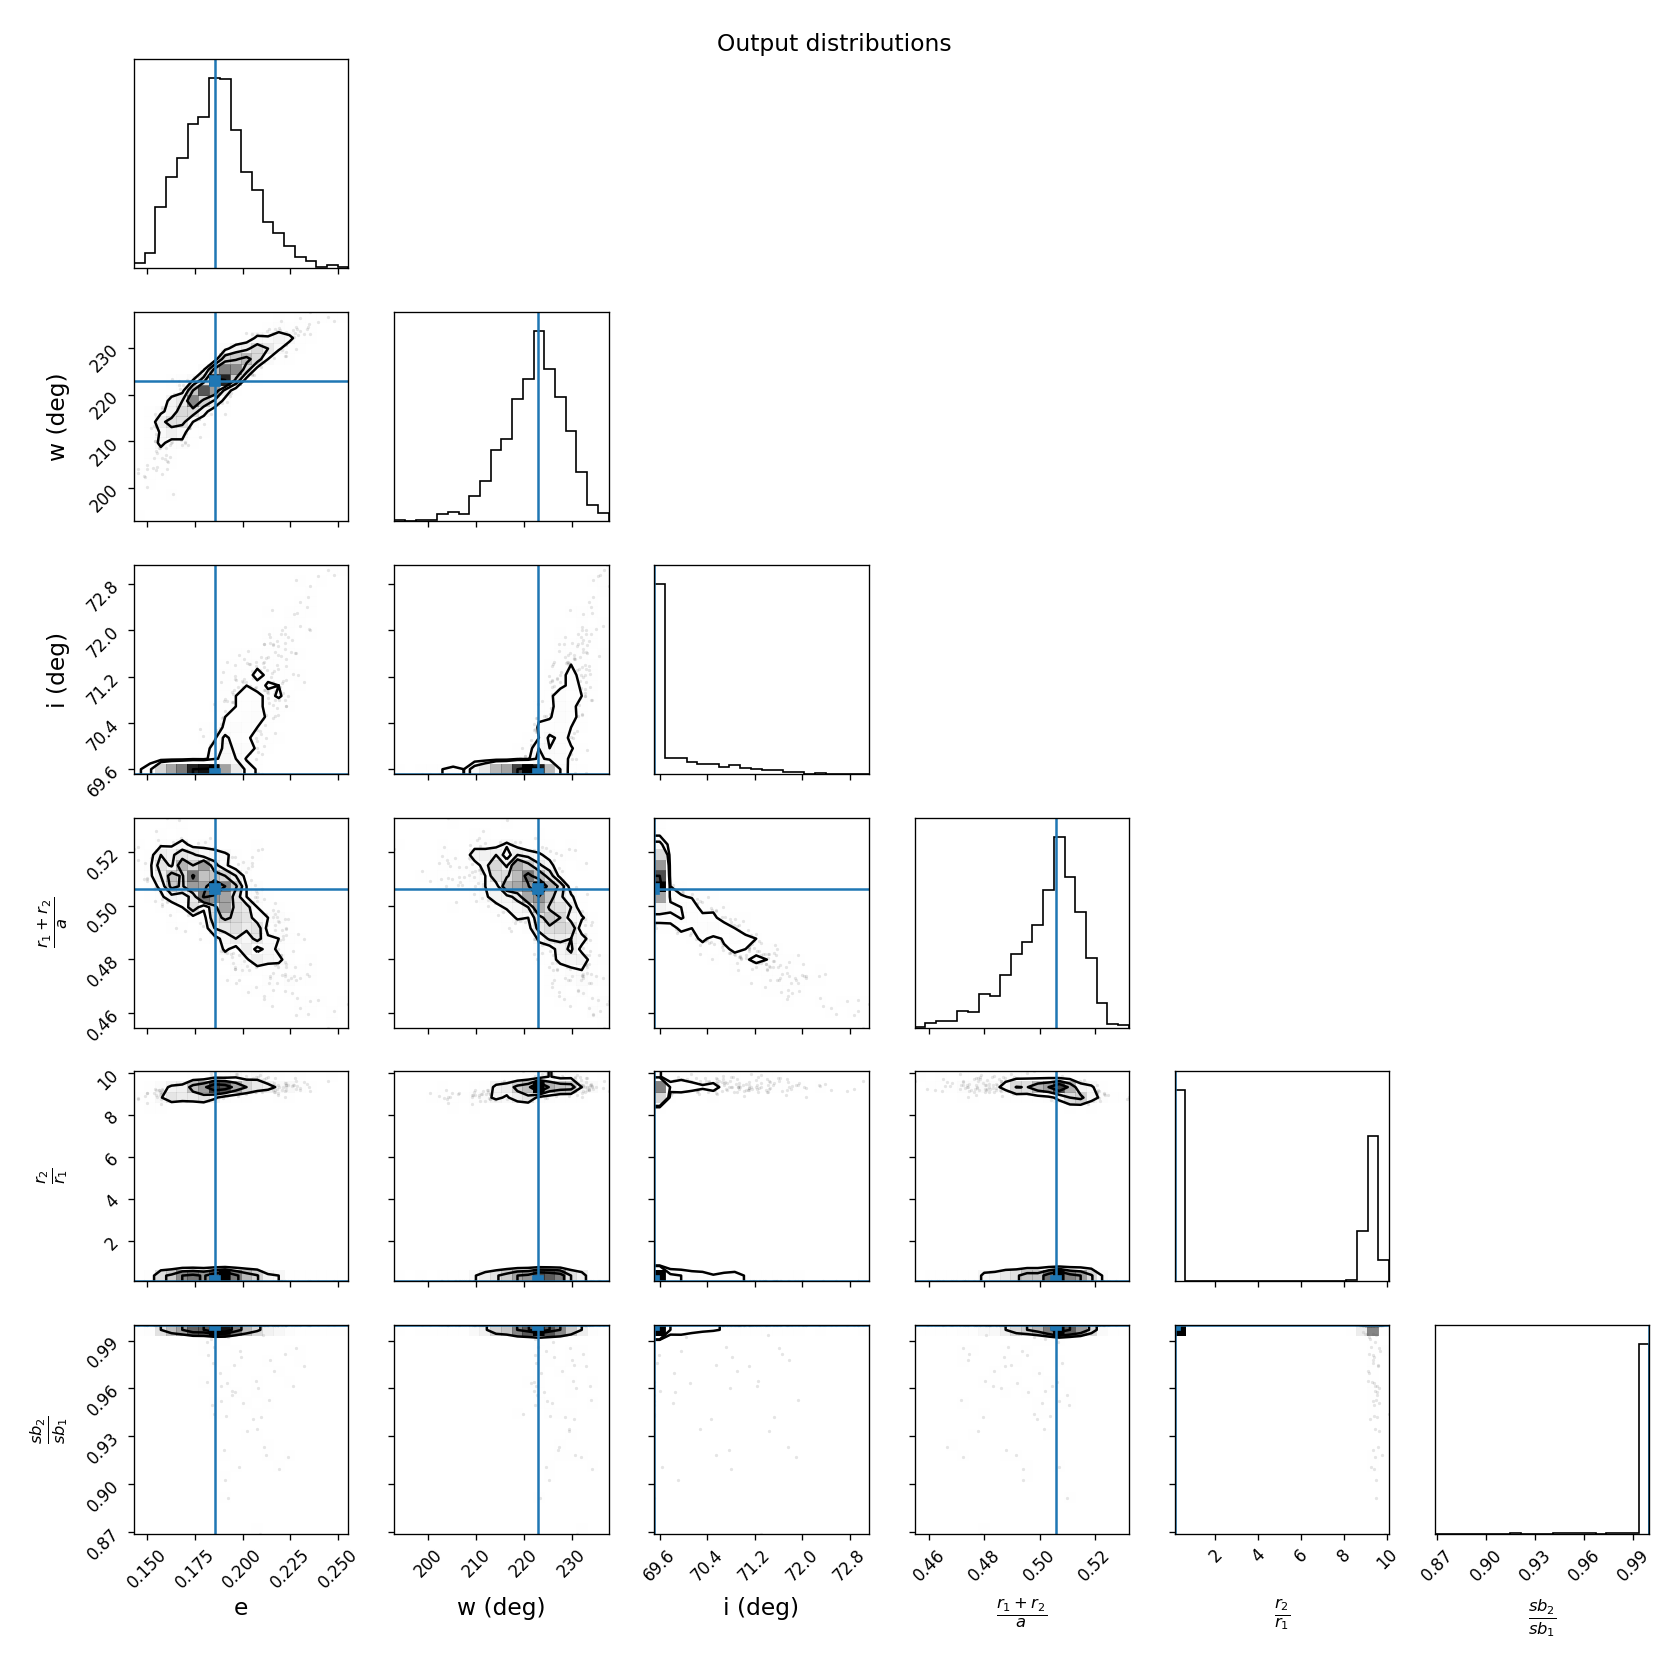 Output distributions
w (deg)
230
220
210
200
i (deg)
72.8
72.0
71.2
70.4
69.6
r₁ + r₂
a
0.52
0.50
0.48
0.46
r₂
r₁
10
8
6
4
2
sb₂
sb₁
0.99
0.96
0.93
0.90
0.87
0.150 0.175 0.200 0.225 0.250 200 210 220 230 69.6 70.4 71.2 72.0 72.8 0.46 0.48 0.50 0.52 2 4 6 8 10 0.87 0.90 0.93 0.96 0.99
e w (deg) i (deg) r₁ + r₂ r₂ sb₂
a r₁ sb₁